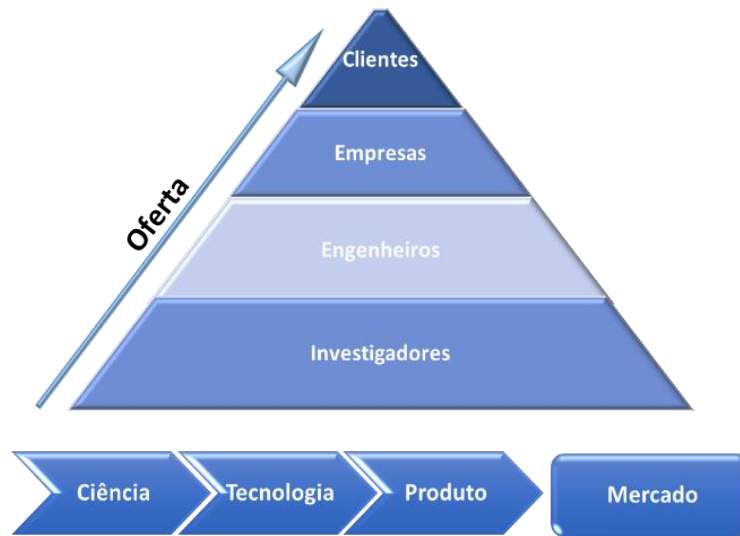 Clientes
Empresas
Oferta
Engenheiros
Investigadores
Ciência
Tecnologia
Produto
Mercado